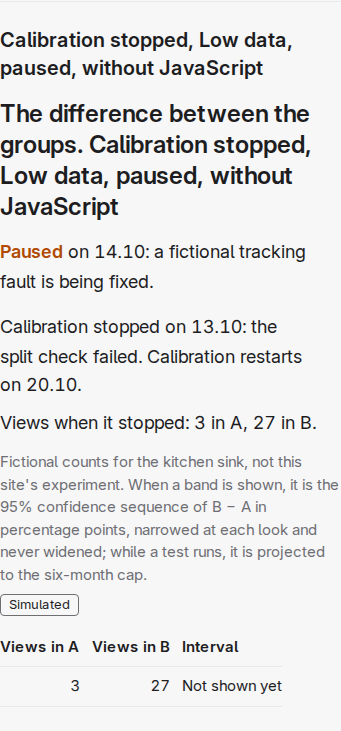 Calibration stopped, Low data,
paused, without JavaScript
The difference between the
groups. Calibration stopped,
Low data, paused, without
JavaScript
Paused on 14.10: a fictional tracking
fault is being fixed.
Calibration stopped on 13.10: the
split check failed. Calibration restarts
on 20.10.
Views when it stopped: 3 in A, 27 in B.
Fictional counts for the kitchen sink, not this
site's experiment. When a band is shown, it is the
95% confidence sequence of B − A in
percentage points, narrowed at each look and
never widened; while a test runs, it is projected
to the six-month cap.
Simulated
Views in A Views in B Interval
3 27 Not shown yet